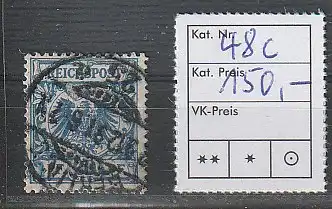 REICHSPOST
Kat. Nr. 48c
Kat. Preis 150,-
VK-Preis
** * ⊙